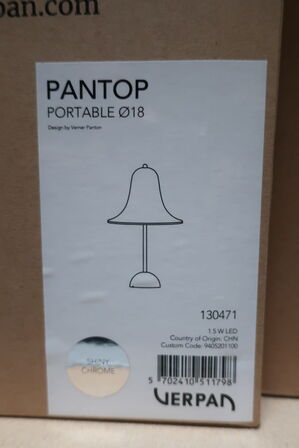 pan.com
PANTOP
PORTABLE Ø18
Design by Verner Panton
130471
1.5 W LED
Country of Origin: CHN
Custom Code: 9405201100
SHINY
CHROME
5 702410 511798
VERPAN